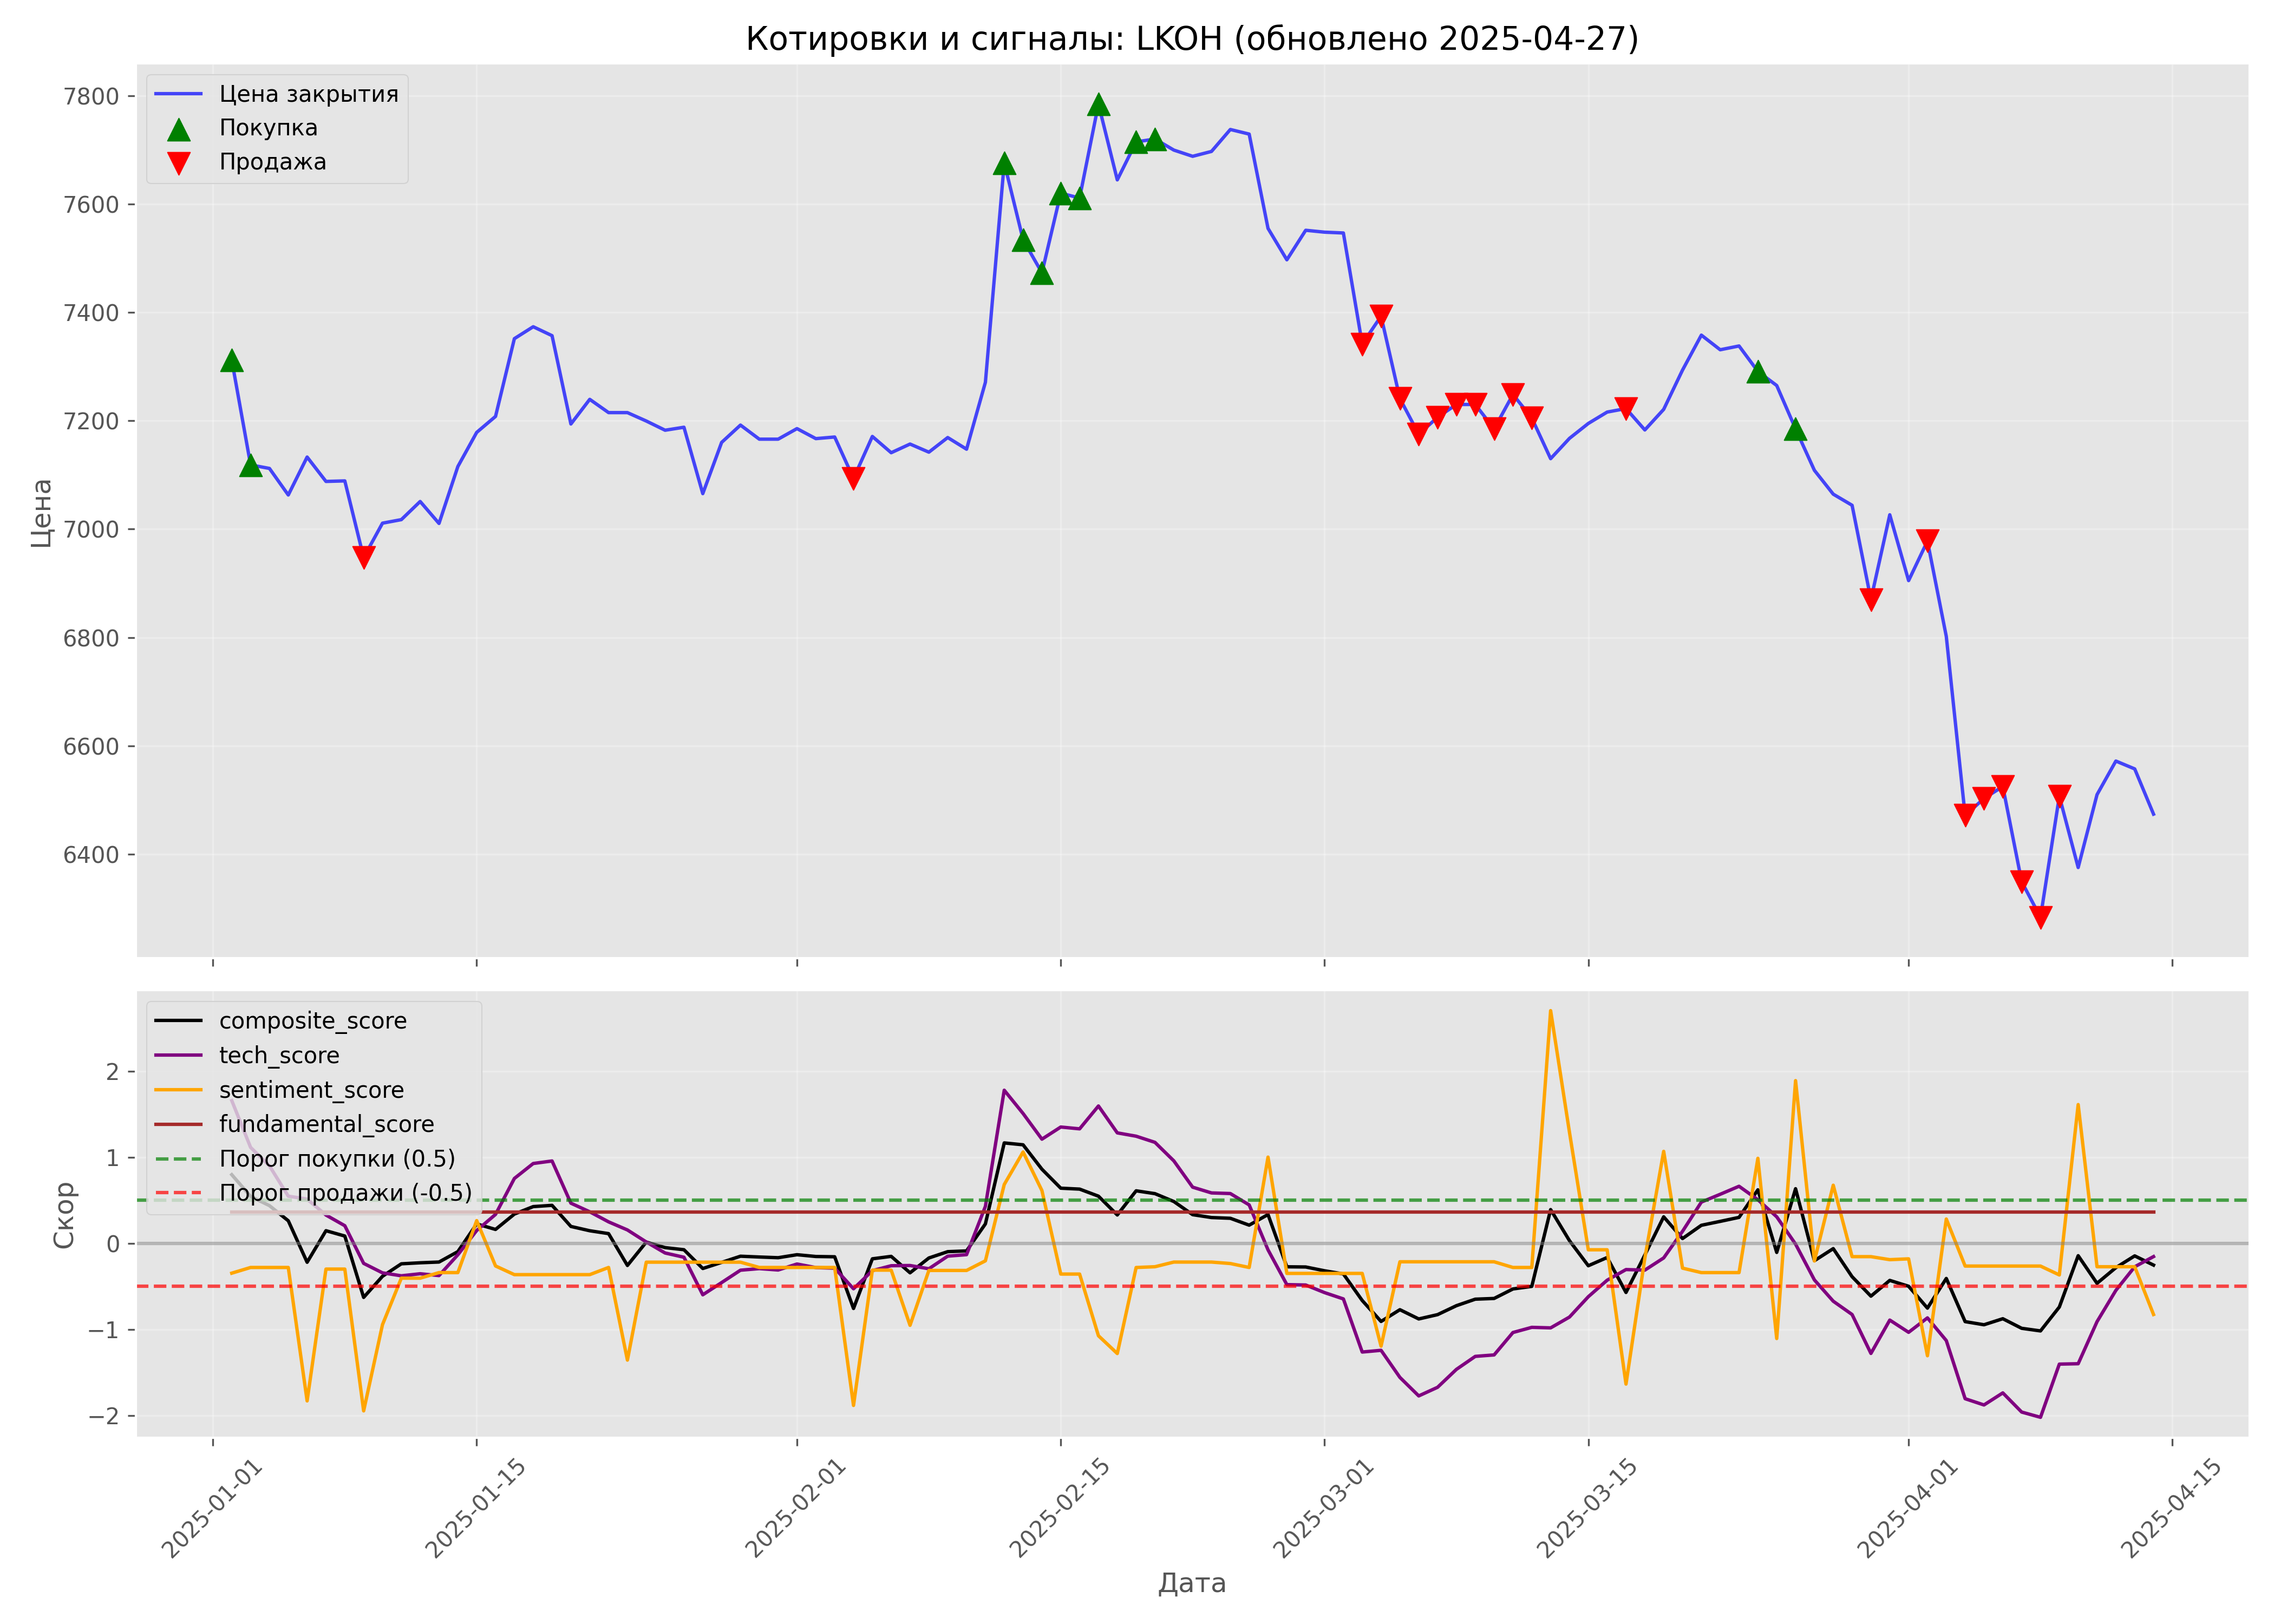 Котировки и сигналы: LKOH (обновлено 2025-04-27)
Цена закрытия
Покупка
Продажа
Цена
7800
7600
7400
7200
7000
6800
6600
6400
composite_score
tech_score
sentiment_score
fundamental_score
Порог покупки (0.5)
Порог продажи (-0.5)
Скор
2
1
0
−1
−2
2025-01-01
2025-01-15
2025-02-01
2025-02-15
2025-03-01
2025-03-15
2025-04-01
2025-04-15
Дата